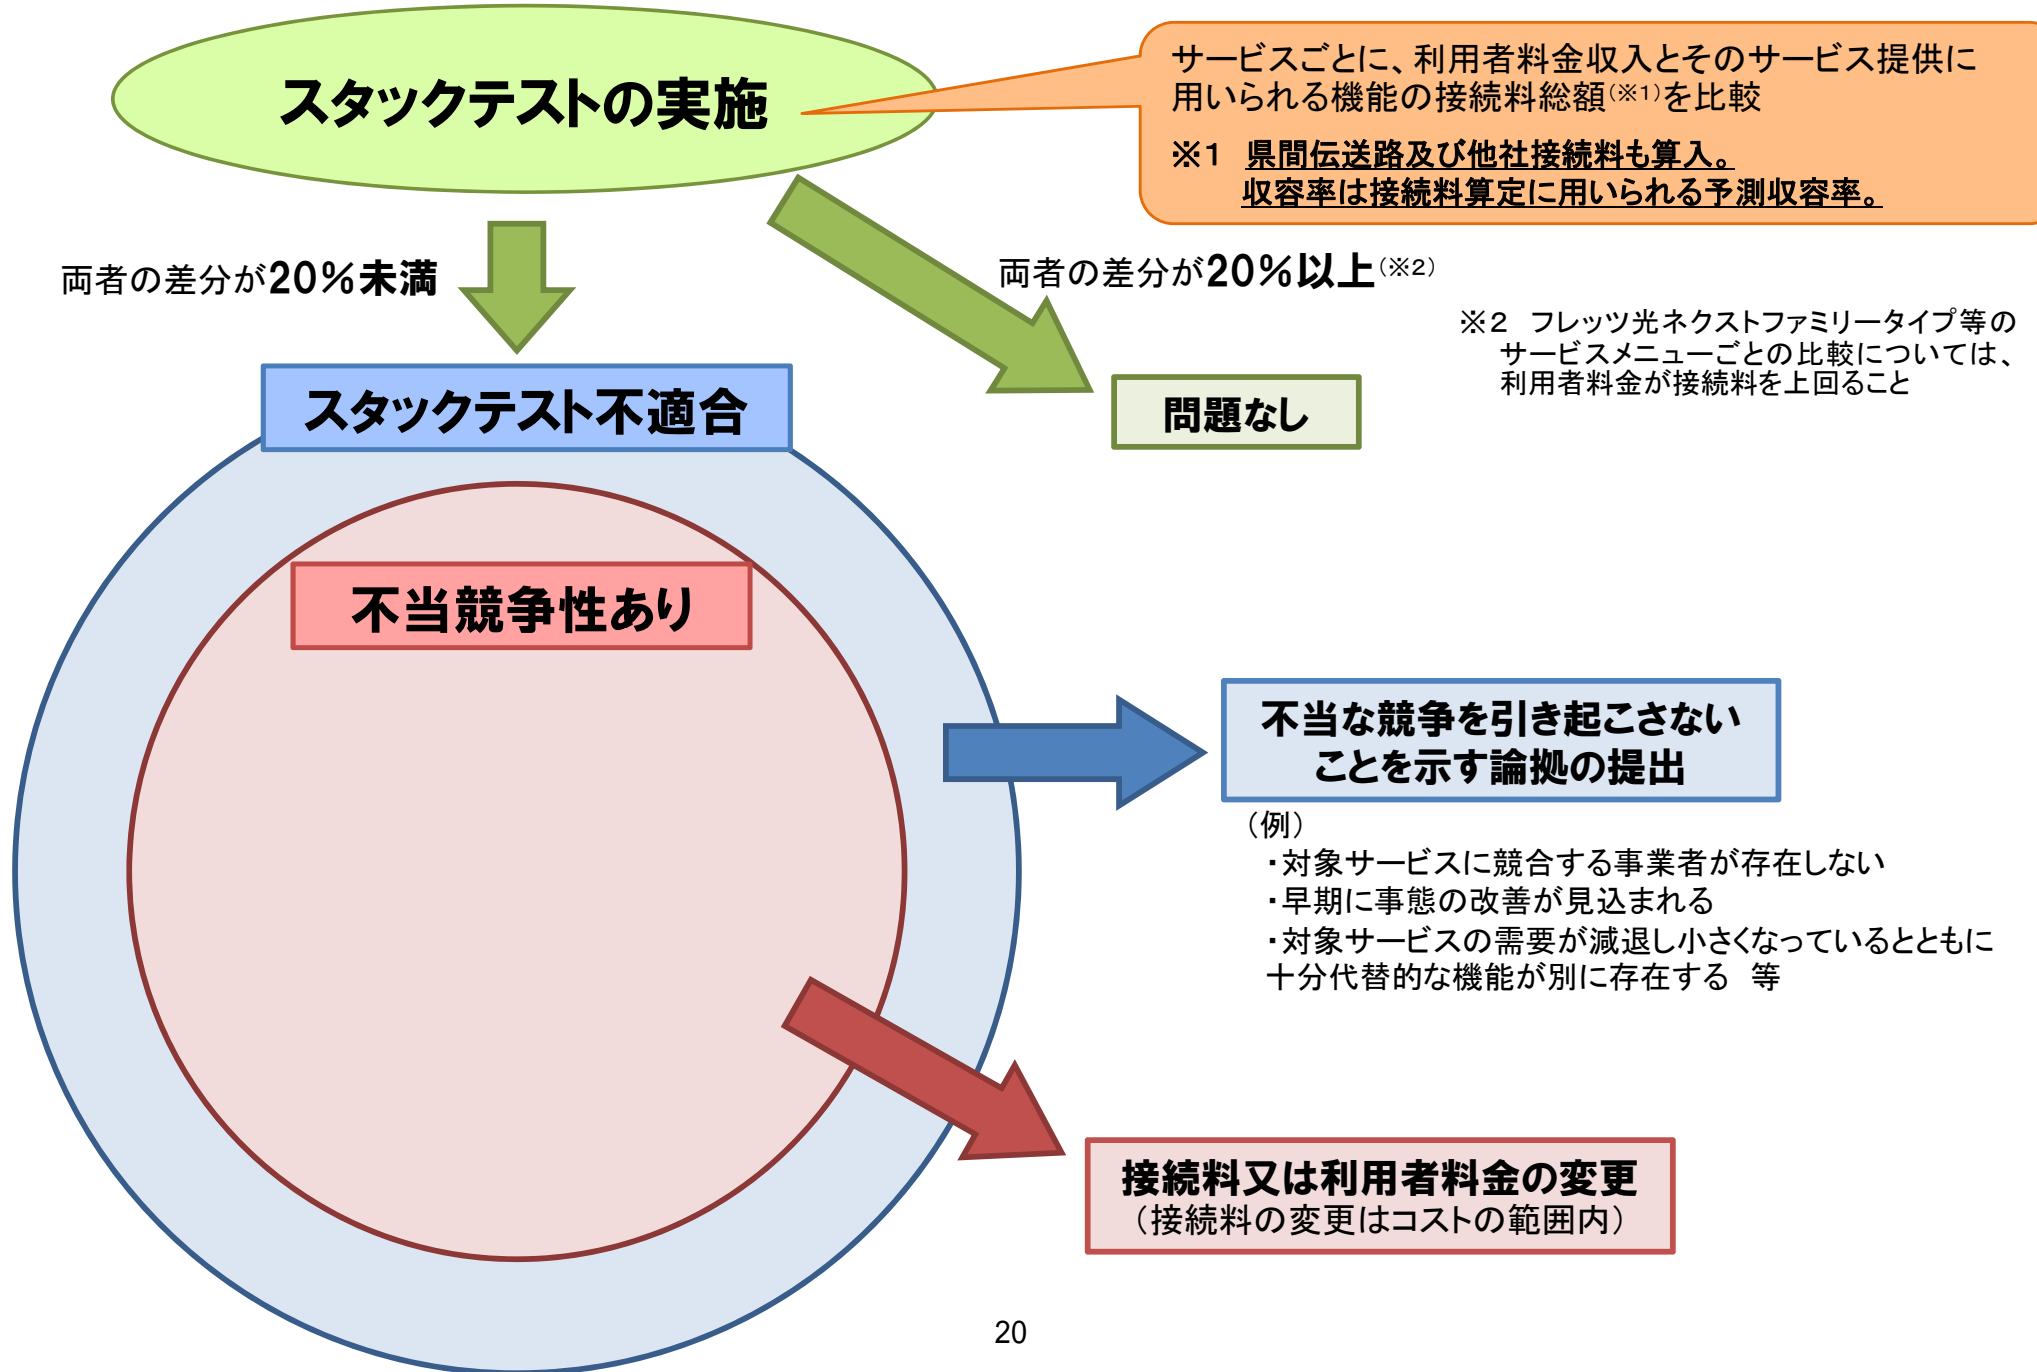 スタックテストの実施
サービスごとに、利用者料金収入とそのサービス提供に
用いられる機能の接続料総額(※1)を比較
※1　県間伝送路及び他社接続料も算入。
収容率は接続料算定に用いられる予測収容率。
両者の差分が20％未満
両者の差分が20％以上(※2)
※2　フレッツ光ネクストファミリータイプ等の
サービスメニューごとの比較については、
利用者料金が接続料を上回ること
スタックテスト不適合
問題なし
不当競争性あり
不当な競争を引き起こさない
ことを示す論拠の提出
（例）
・対象サービスに競合する事業者が存在しない
・早期に事態の改善が見込まれる
・対象サービスの需要が減退し小さくなっているとともに
十分代替的な機能が別に存在する　等
接続料又は利用者料金の変更
（接続料の変更はコストの範囲内）
20